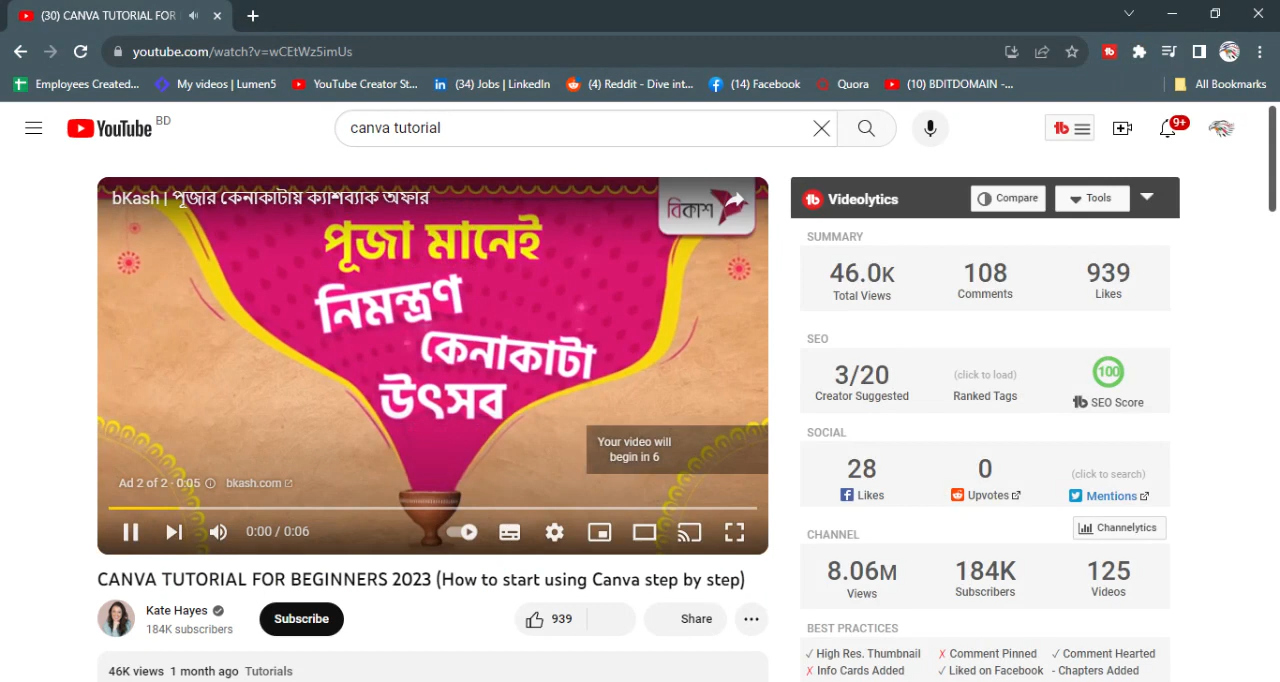 (30) CANVA TUTORIAL FOR
youtube.com/watch?v=wCEtWz5imUs
Employees Created...
My videos | Lumen5
YouTube Creator St...
(34) Jobs | LinkedIn
(4) Reddit - Dive int...
(14) Facebook
Quora
(10) BDITDOMAIN -...
All Bookmarks
YouTube BD
canva tutorial
9+
bKash | পূজার কেনাকাটায় ক্যাশব্যাক অফার
বিকাশ
পূজা মানেই
নিমন্ত্রণ
কেনাকাটা
উৎসব
Your video will
begin in 6
Ad 2 of 2 · 0:05
bkash.com
0:00 / 0:06
CANVA TUTORIAL FOR BEGINNERS 2023 (How to start using Canva step by step)
Kate Hayes
184K subscribers
Subscribe
939
Share
46K views 1 month ago Tutorials
Videolytics
Compare
Tools
SUMMARY
46.0K 108 939
Total Views Comments Likes
SEO
3/20 (click to load) 100
Creator Suggested Ranked Tags SEO Score
SOCIAL
28 0 (click to search)
Likes Upvotes Mentions
CHANNEL
Channelytics
8.06M 184K 125
Views Subscribers Videos
BEST PRACTICES
✓ High Res. Thumbnail ✗ Comment Pinned ✓ Comment Hearted
✗ Info Cards Added ✓ Liked on Facebook - Chapters Added